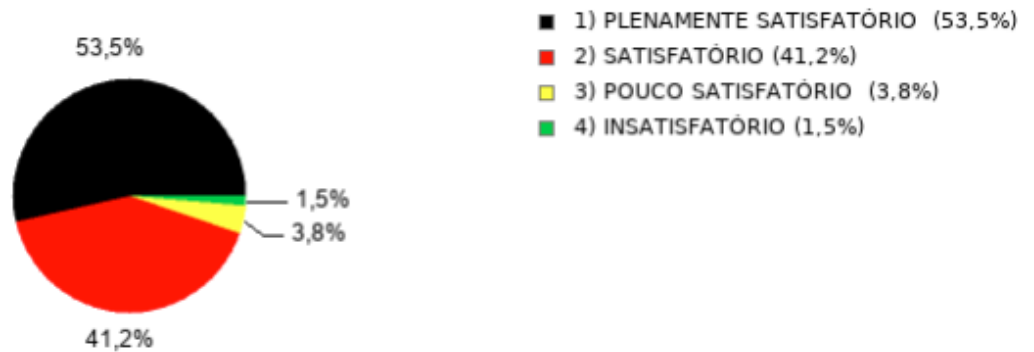 53,5%
1,5%
3,8%
41,2%
1) PLENAMENTE SATISFATÓRIO (53,5%)
2) SATISFATÓRIO (41,2%)
3) POUCO SATISFATÓRIO (3,8%)
4) INSATISFATÓRIO (1,5%)